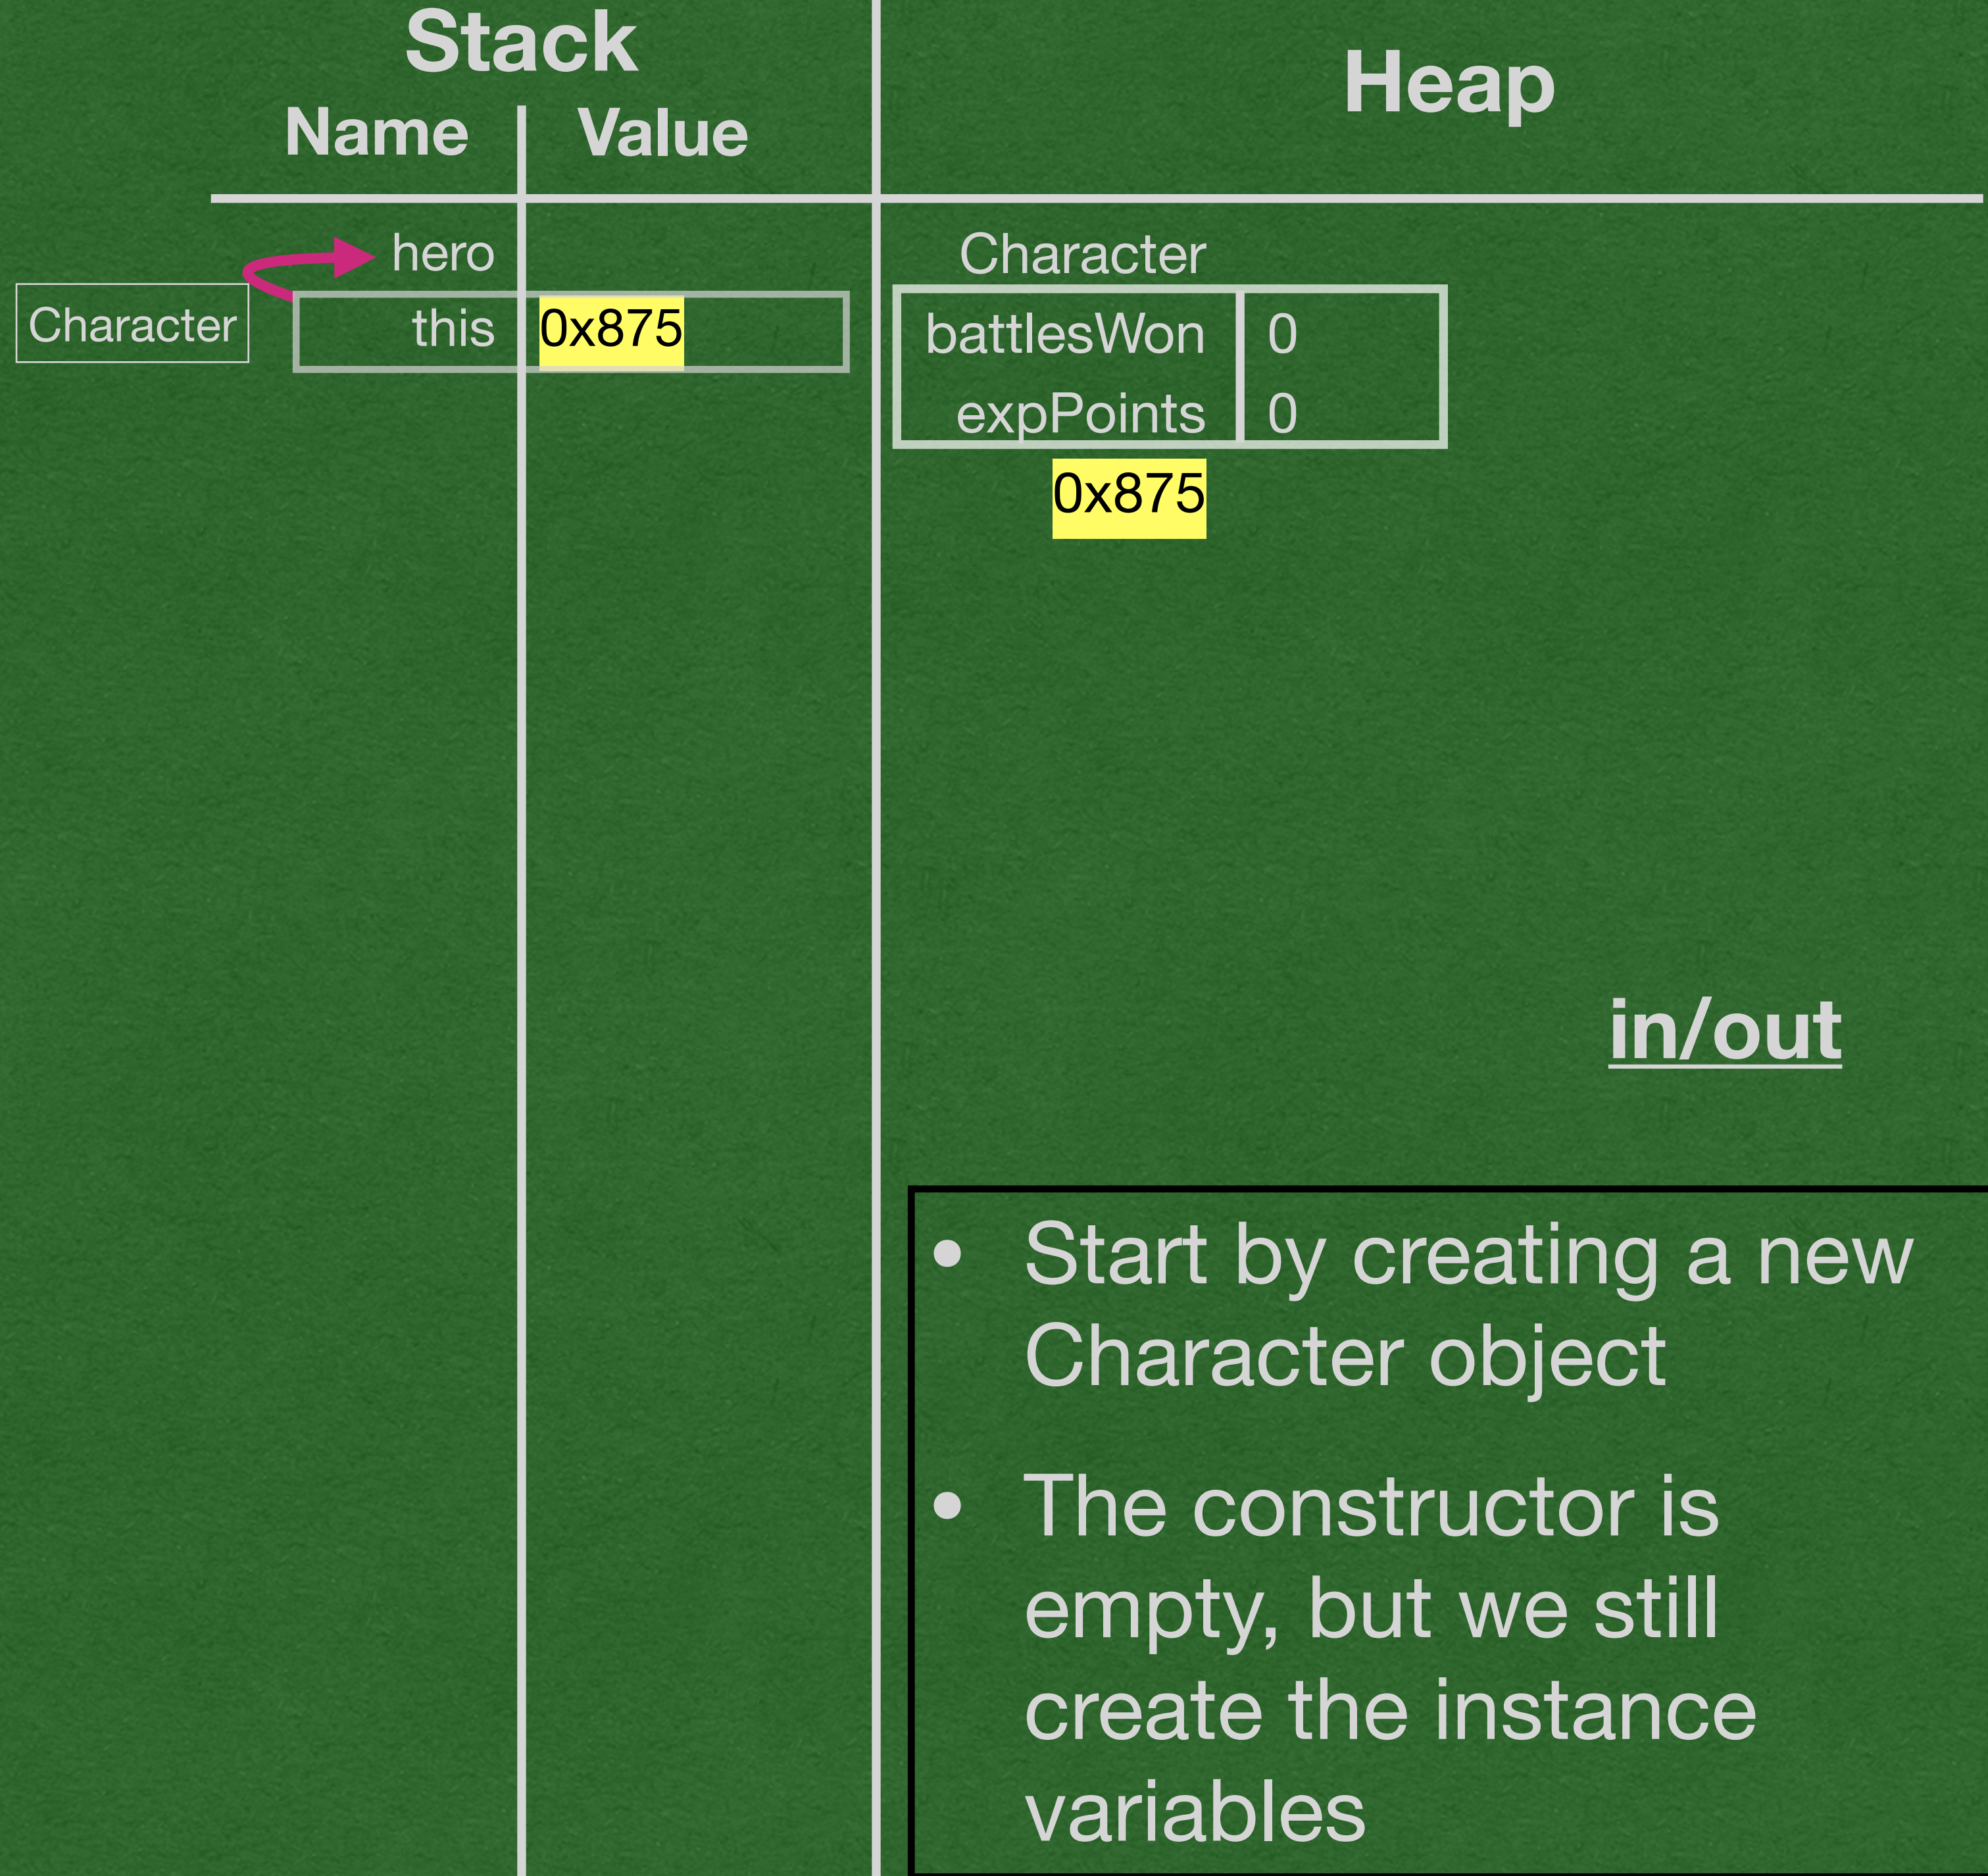 Stack
Heap
Name Value
hero
Character
Character
this 0x875
battlesWon 0
expPoints 0
0x875
in/out
• Start by creating a new
Character object
• The constructor is
empty, but we still
create the instance
variables